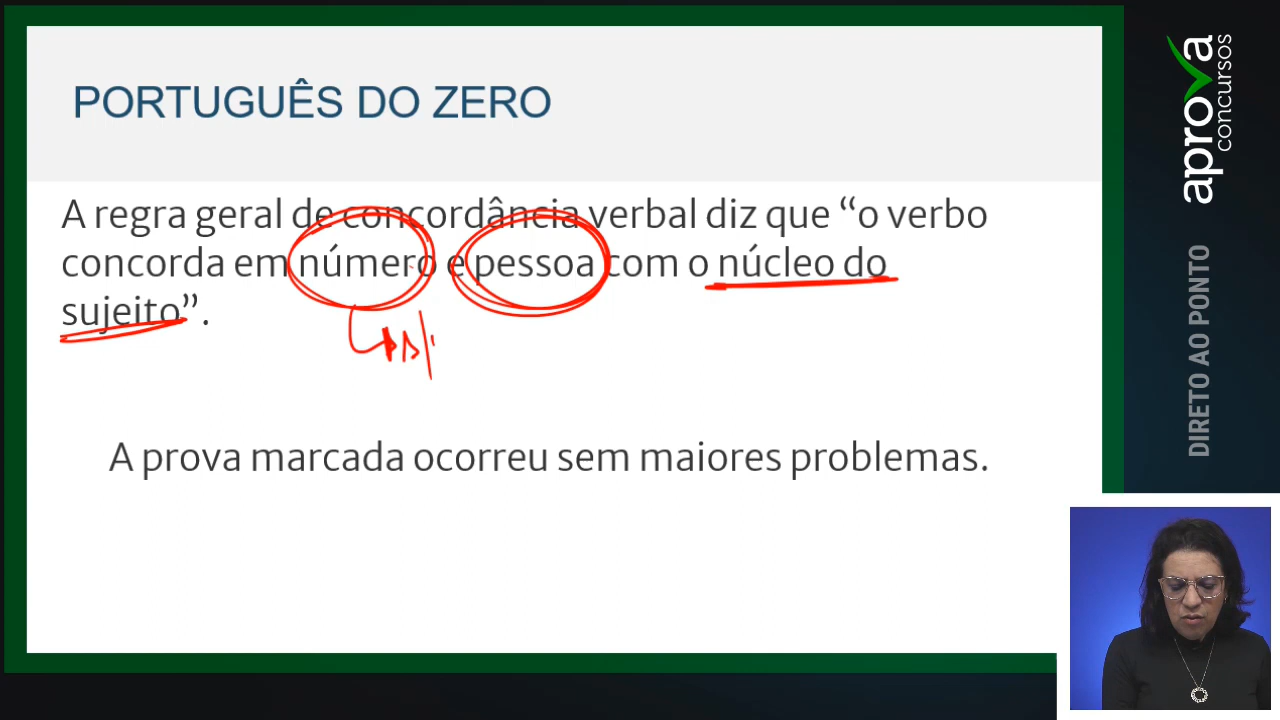 PORTUGUÊS DO ZERO
A regra geral de concordância verbal diz que “o verbo
concorda em número e pessoa com o núcleo do
sujeito”.
A prova marcada ocorreu sem maiores problemas.
aprova
concursos
DIRETO AO PONTO